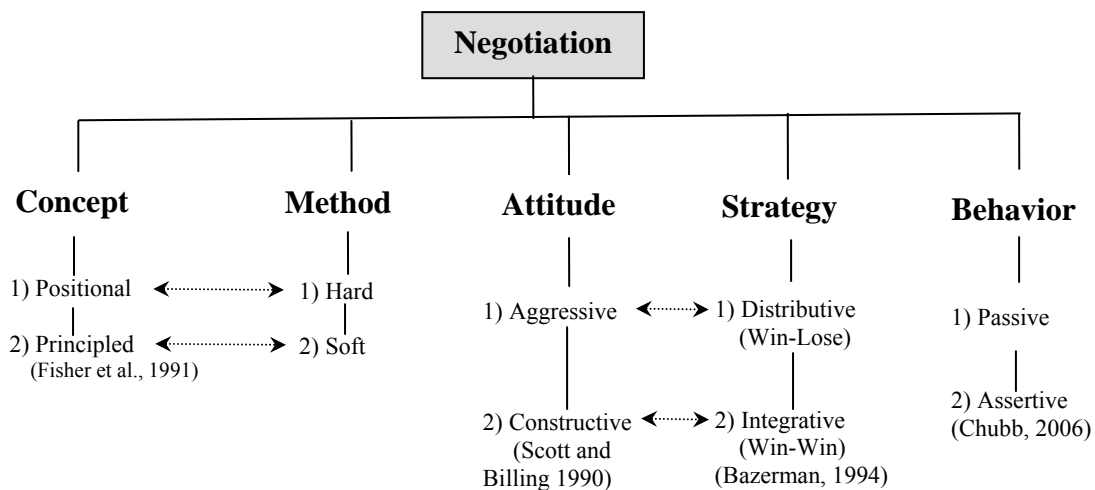 Negotiation
Concept
1) Positional
2) Principled
(Fisher et al., 1991)
Method
1) Hard
2) Soft
Attitude
1) Aggressive
2) Constructive
(Scott and
Billing 1990)
Strategy
1) Distributive
(Win-Lose)
2) Integrative
(Win-Win)
(Bazerman, 1994)
Behavior
1) Passive
2) Assertive
(Chubb, 2006)